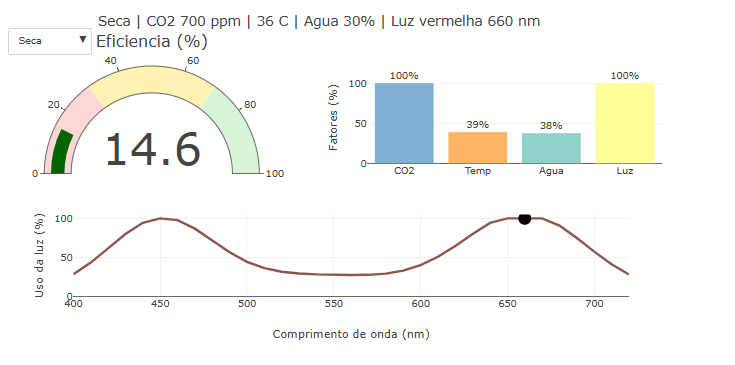 Seca | CO2 700 ppm | 36 C | Agua 30% | Luz vermelha 660 nm
Seca ▼
Eficiencia (%)
0
20
40
60
80
100
14.6
Fatores (%)
100
50
0
100%
39%
38%
100%
CO2
Temp
Agua
Luz
Uso da luz (%)
100
50
0
400
450
500
550
600
650
700
Comprimento de onda (nm)